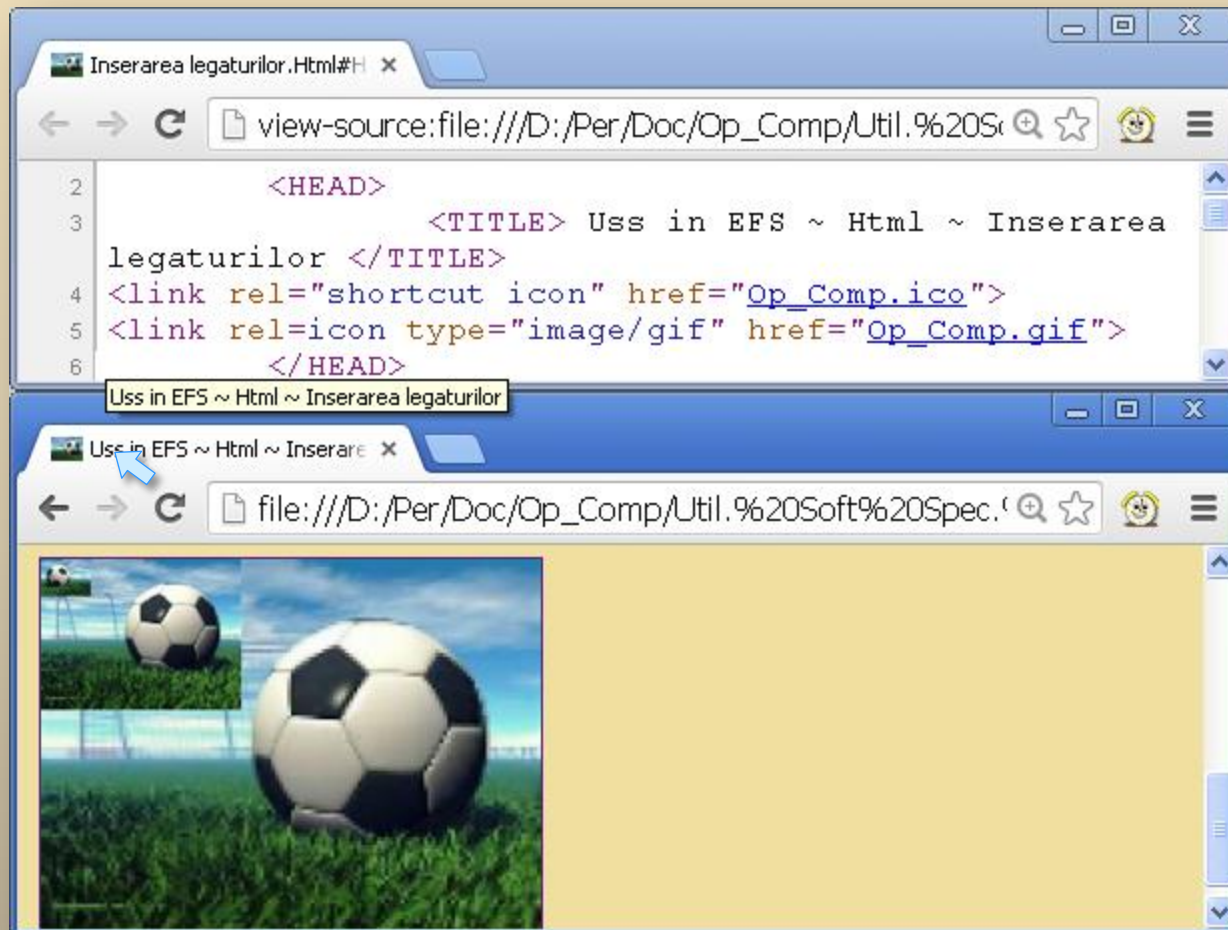 Inserarea legaturilor.Html#H
view-source:file:///D:/Per/Doc/Op_Comp/Util.%20S
2 <HEAD>
3 <TITLE> Uss in EFS ~ Html ~ Inserarea
legaturilor </TITLE>
4 <link rel="shortcut icon" href="Op_Comp.ico">
5 <link rel=icon type="image/gif" href="Op_Comp.gif">
6 </HEAD>
Uss in EFS ~ Html ~ Inserarea legaturilor
Uss in EFS ~ Html ~ Inserare
file:///D:/Per/Doc/Op_Comp/Util.%20Soft%20Spec.